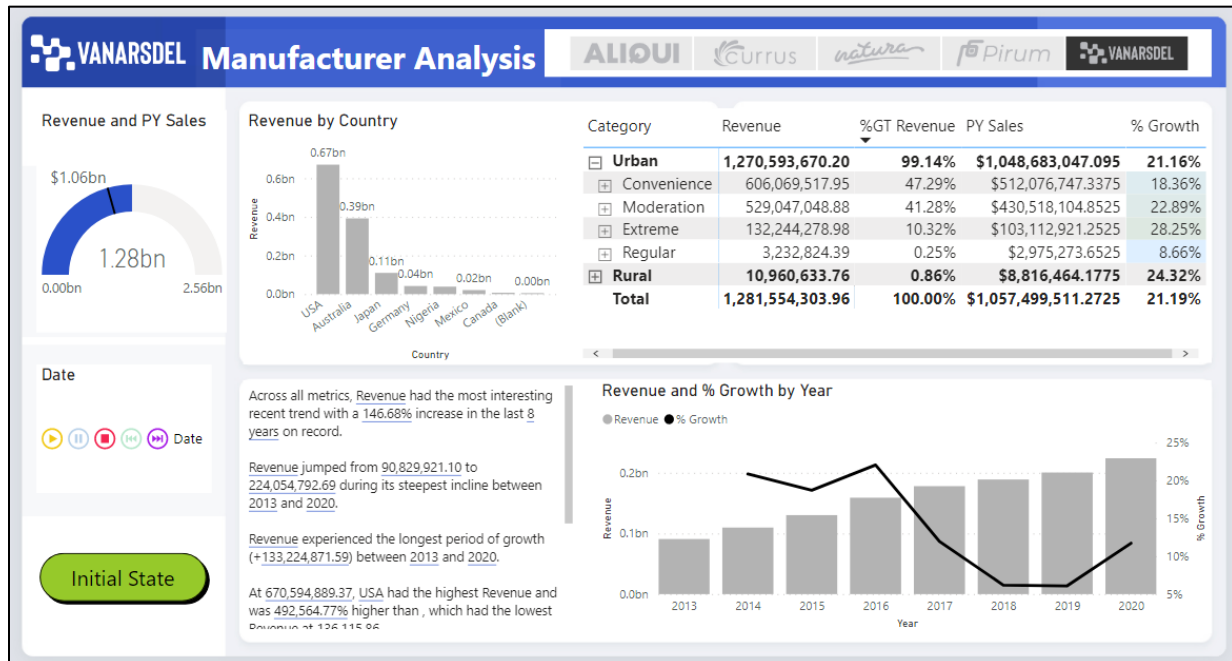 VANARSDEL Manufacturer Analysis
ALIQUI Currus natura Pirum VANARSDEL
Revenue and PY Sales
$1.06bn
1.28bn
0.00bn 2.56bn
Date
Date
Initial State
Revenue by Country
0.67bn
0.6bn
0.39bn
0.4bn
0.2bn
0.11bn
0.04bn
0.02bn
0.00bn
0.0bn
Revenue
USA
Australia
Japan
Germany
Nigeria
Mexico
Canada
(Blank)
Country
Category Revenue %GT Revenue PY Sales % Growth
Urban 1,270,593,670.20 99.14% $1,048,683,047.095 21.16%
Convenience 606,069,517.95 47.29% $512,076,747.3375 18.36%
Moderation 529,047,048.88 41.28% $430,518,104.8525 22.89%
Extreme 132,244,278.98 10.32% $103,112,921.2525 28.25%
Regular 3,232,824.39 0.25% $2,975,273.6525 8.66%
Rural 10,960,633.76 0.86% $8,816,464.1775 24.32%
Total 1,281,554,303.96 100.00% $1,057,499,511.2725 21.19%
Across all metrics, Revenue had the most interesting
recent trend with a 146.68% increase in the last 8
years on record.
Revenue jumped from 90,829,921.10 to
224,054,792.69 during its steepest incline between
2013 and 2020.
Revenue experienced the longest period of growth
(+133,224,871.59) between 2013 and 2020.
At 670,594,889.37, USA had the highest Revenue and
was 492,564.77% higher than , which had the lowest
Revenue at 136,115.86.
Revenue and % Growth by Year
Revenue % Growth
0.2bn
0.1bn
0.0bn
Revenue
25%
20%
15%
10%
5%
% Growth
2013 2014 2015 2016 2017 2018 2019 2020
Year